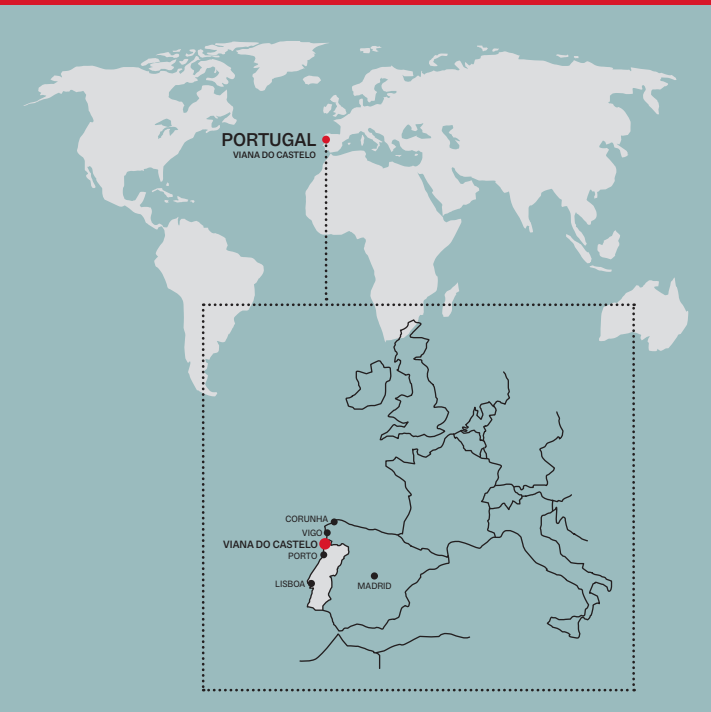 PORTUGAL
VIANA DO CASTELO
CORUNHA
VIGO
VIANA DO CASTELO
PORTO
LISBOA
MADRID